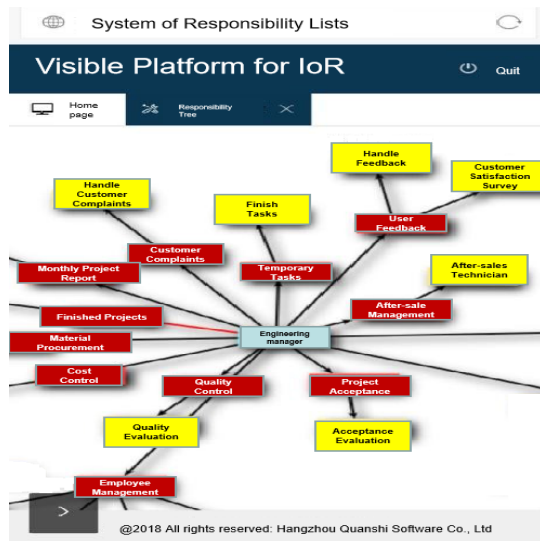 System of Responsibility Lists
Visible Platform for IoR
Quit
Home
page
Responsibility
Tree
Handle
Feedback
Customer
Satisfaction
Survey
Handle
Customer
Complaints
Finish
Tasks
User
Feedback
Customer
Complaints
After-sales
Technician
Monthly Project
Report
Temporary
Tasks
After-sale
Management
Finished Projects
Engineering
manager
Material
Procurement
Cost
Control
Quality
Control
Project
Acceptance
Quality
Evaluation
Acceptance
Evaluation
Employee
Management
@2018 All rights reserved: Hangzhou Quanshi Software Co., Ltd